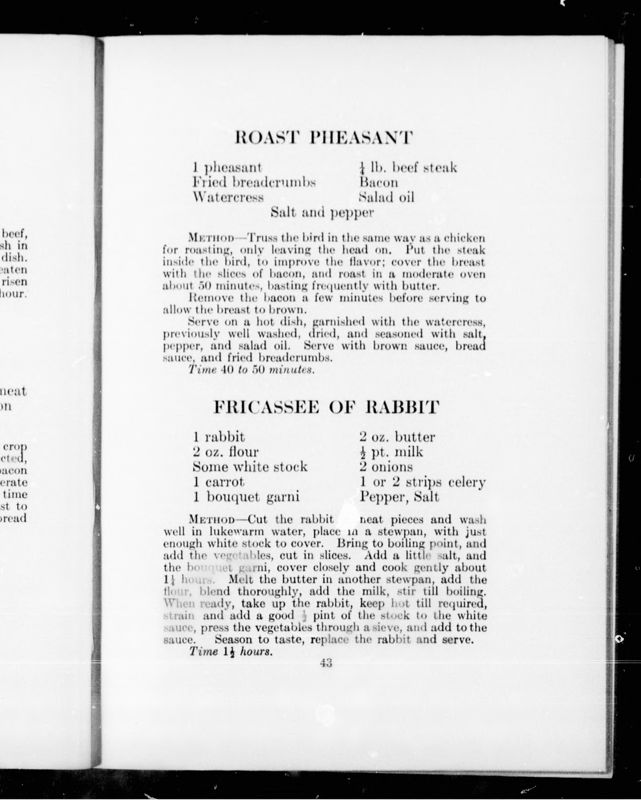 beef,
sh in
dish.
eaten
risen
hour.
neat
on
crop
cted,
bacon
erate
time
st to
bread
ROAST PHEASANT
1 pheasant ¼ lb. beef steak
Fried breadcrumbs Bacon
Watercress Salad oil
Salt and pepper
METHOD—Truss the bird in the same way as a chicken
for roasting, only leaving the head on. Put the steak
inside the bird, to improve the flavor; cover the breast
with the slices of bacon, and roast in a moderate oven
about 50 minutes, basting frequently with butter.
Remove the bacon a few minutes before serving to
allow the breast to brown.
Serve on a hot dish, garnished with the watercress,
previously well washed, dried, and seasoned with salt,
pepper, and salad oil. Serve with brown sauce, bread
sauce, and fried breadcrumbs.
Time 40 to 50 minutes.
FRICASSEE OF RABBIT
1 rabbit 2 oz. butter
2 oz. flour ½ pt. milk
Some white stock 2 onions
1 carrot 1 or 2 strips celery
1 bouquet garni Pepper, Salt
METHOD—Cut the rabbit neat pieces and wash
well in lukewarm water, place in a stewpan, with just
enough white stock to cover. Bring to boiling point, and
add the vegetables, cut in slices. Add a little salt, and
the bouquet garni, cover closely and cook gently about
1½ hours. Melt the butter in another stewpan, add the
flour, blend thoroughly, add the milk, stir till boiling.
When ready, take up the rabbit, keep hot till required,
strain and add a good ½ pint of the stock to the white
sauce, press the vegetables through a sieve, and add to the
sauce. Season to taste, replace the rabbit and serve.
Time 1½ hours.
43